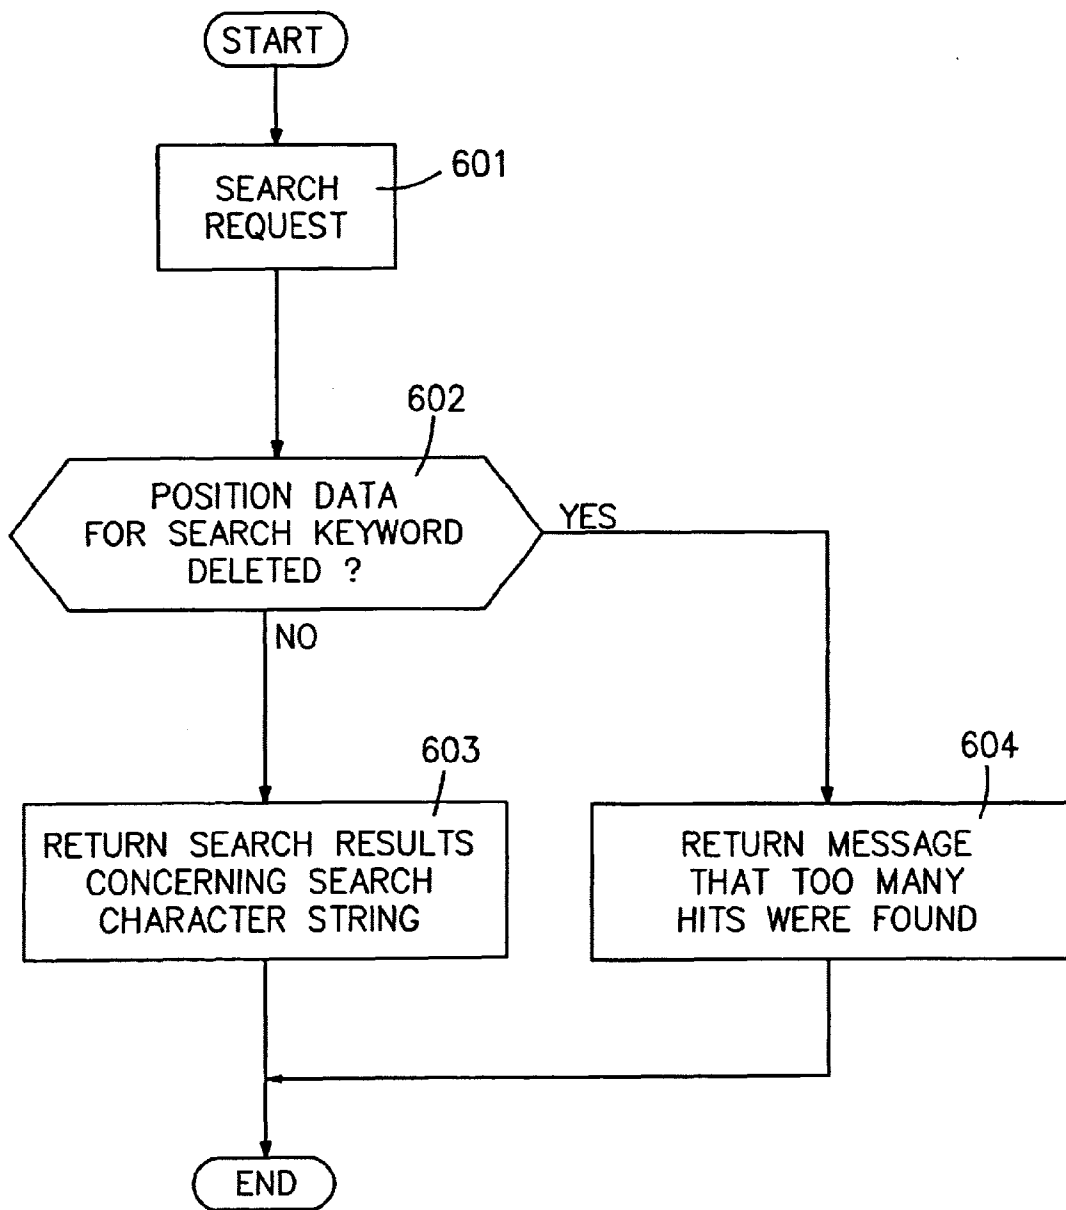 START
601
SEARCH
REQUEST
602
POSITION DATA
FOR SEARCH KEYWORD
DELETED ?
YES
NO
603
RETURN SEARCH RESULTS
CONCERNING SEARCH
CHARACTER STRING
604
RETURN MESSAGE
THAT TOO MANY
HITS WERE FOUND
END